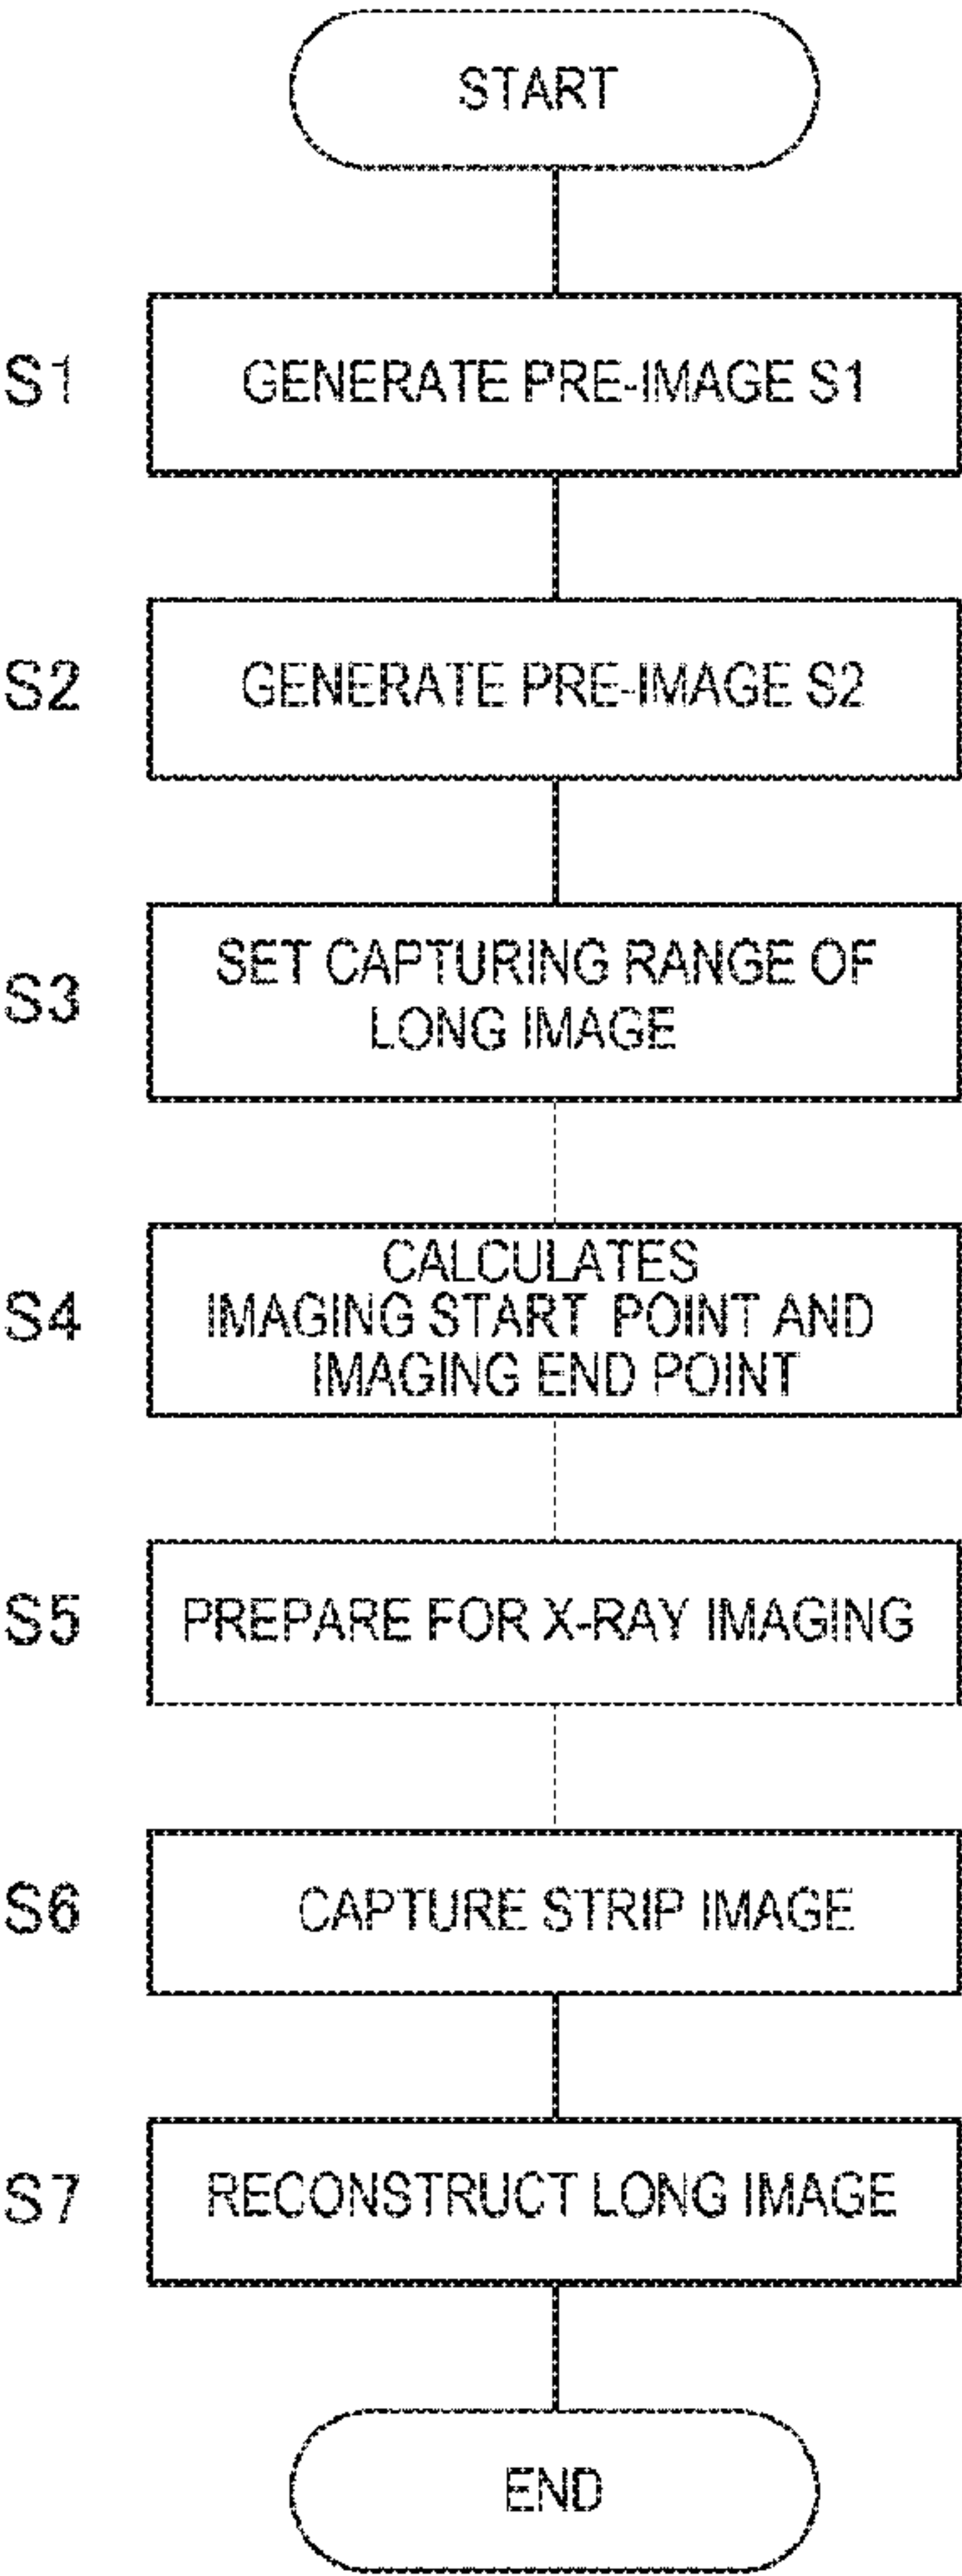 START
S1
GENERATE PRE-IMAGE S1
S2
GENERATE PRE-IMAGE S2
S3
SET CAPTURING RANGE OF
LONG IMAGE
S4
CALCULATES
IMAGING START POINT AND
IMAGING END POINT
S5
PREPARE FOR X-RAY IMAGING
S6
CAPTURE STRIP IMAGE
S7
RECONSTRUCT LONG IMAGE
END